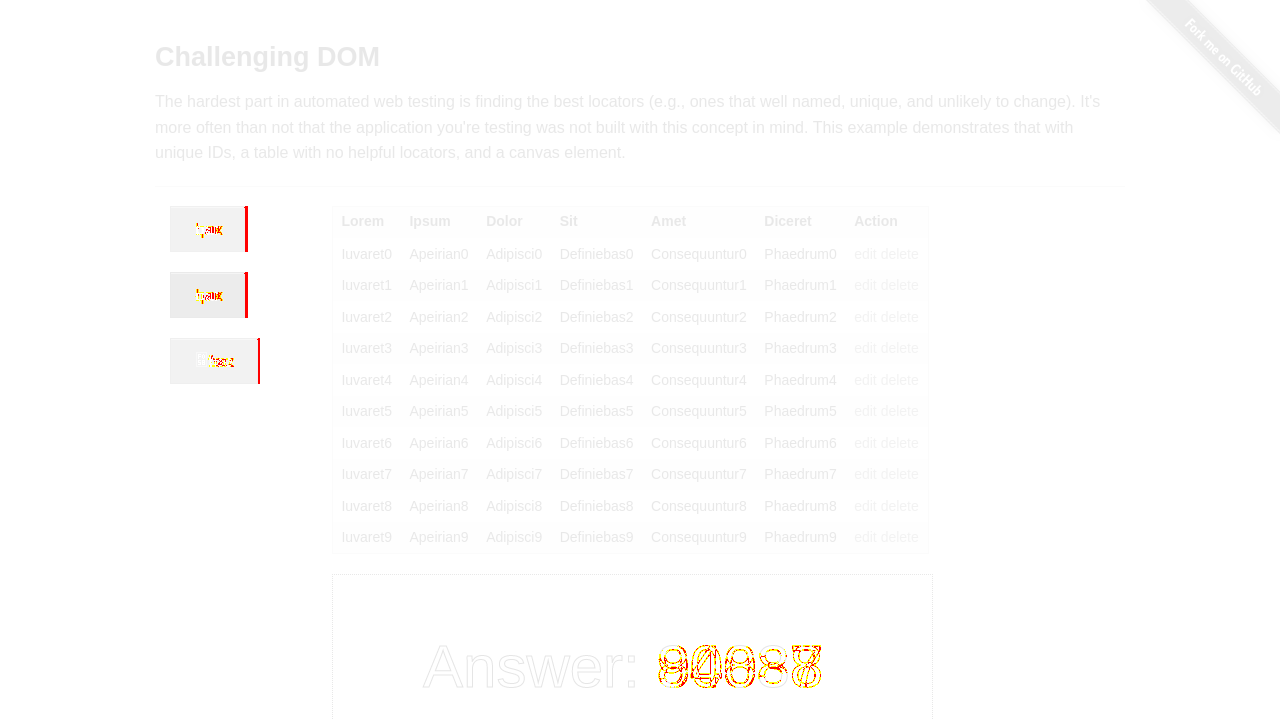 Fork me on GitHub
Challenging DOM
The hardest part in automated web testing is finding the best locators (e.g., ones that well named, unique, and unlikely to change). It's
more often than not that the application you're testing was not built with this concept in mind. This example demonstrates that with
unique IDs, a table with no helpful locators, and a canvas element.
Lorem Ipsum Dolor Sit Amet Diceret Action
Iuvaret0 Apeirian0 Adipisci0 Definiebas0 Consequuntur0 Phaedrum0 edit delete
Iuvaret1 Apeirian1 Adipisci1 Definiebas1 Consequuntur1 Phaedrum1 edit delete
Iuvaret2 Apeirian2 Adipisci2 Definiebas2 Consequuntur2 Phaedrum2 edit delete
Iuvaret3 Apeirian3 Adipisci3 Definiebas3 Consequuntur3 Phaedrum3 edit delete
Iuvaret4 Apeirian4 Adipisci4 Definiebas4 Consequuntur4 Phaedrum4 edit delete
Iuvaret5 Apeirian5 Adipisci5 Definiebas5 Consequuntur5 Phaedrum5 edit delete
Iuvaret6 Apeirian6 Adipisci6 Definiebas6 Consequuntur6 Phaedrum6 edit delete
Iuvaret7 Apeirian7 Adipisci7 Definiebas7 Consequuntur7 Phaedrum7 edit delete
Iuvaret8 Apeirian8 Adipisci8 Definiebas8 Consequuntur8 Phaedrum8 edit delete
Iuvaret9 Apeirian9 Adipisci9 Definiebas9 Consequuntur9 Phaedrum9 edit delete
Answer: